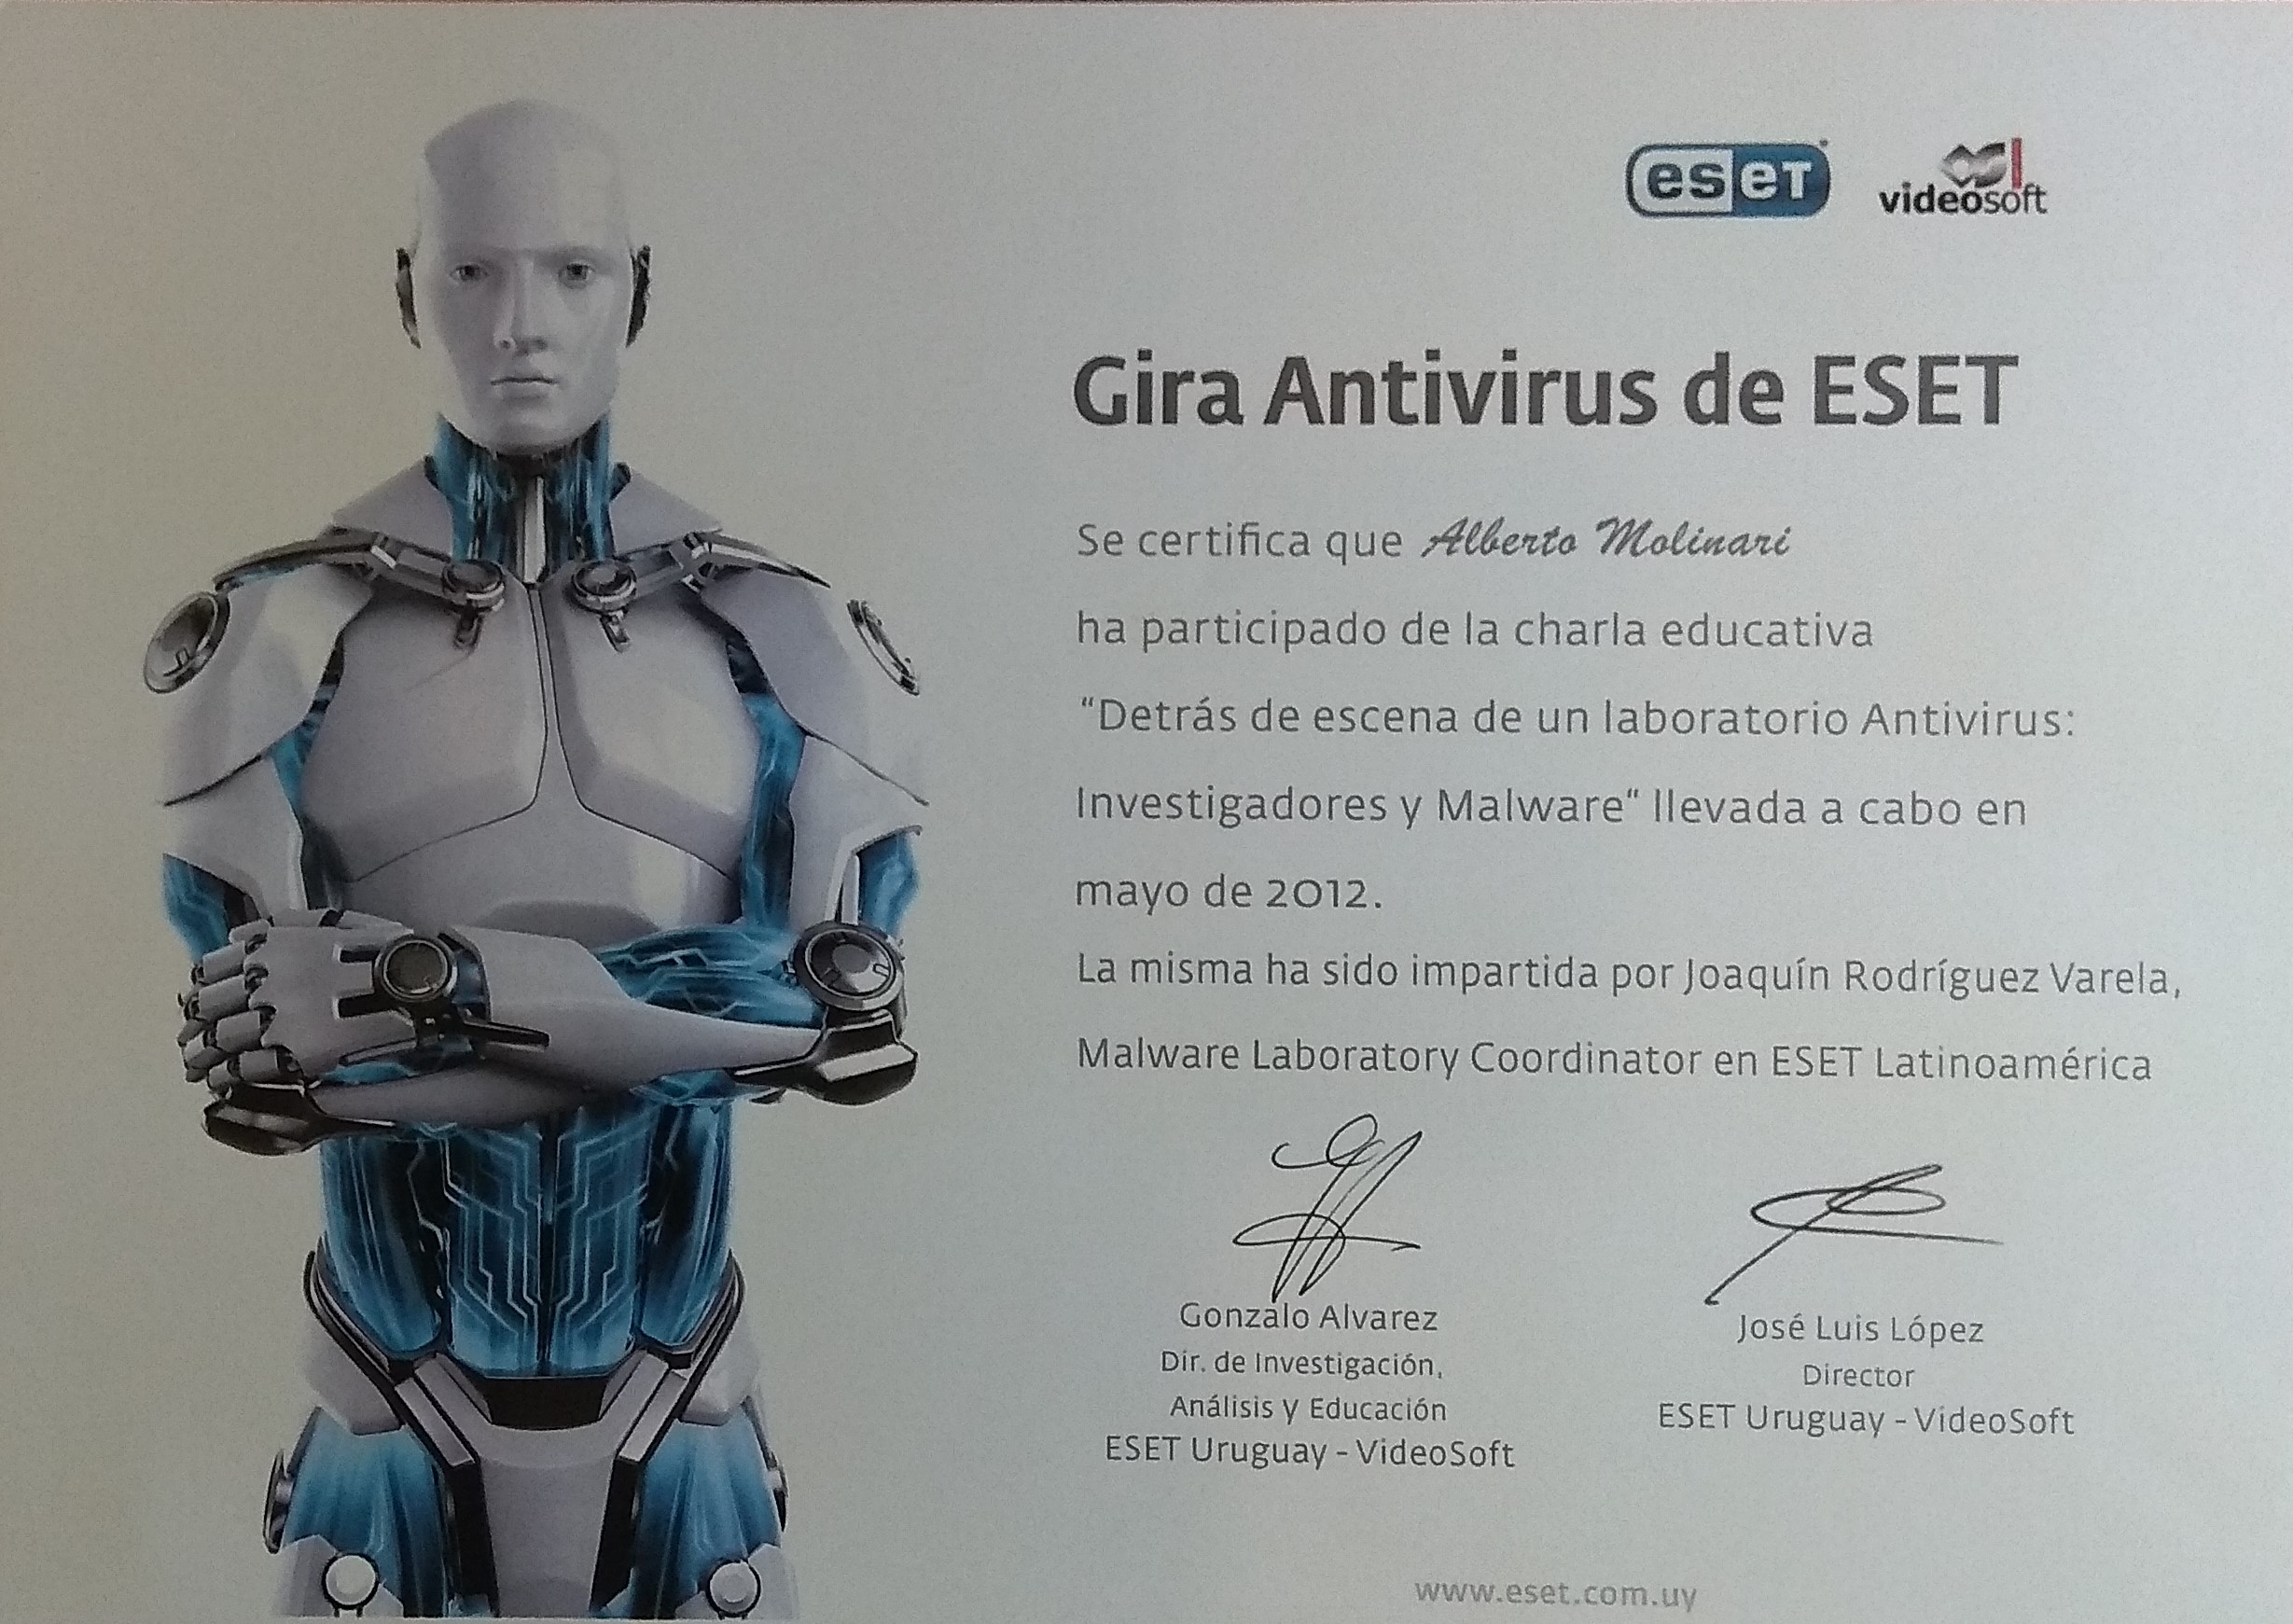 eset videosoft
Gira Antivirus de ESET
Se certifica que Alberto Molinari
ha participado de la charla educativa
“Detrás de escena de un laboratorio Antivirus:
Investigadores y Malware“ llevada a cabo en
mayo de 2012.
La misma ha sido impartida por Joaquín Rodríguez Varela,
Malware Laboratory Coordinator en ESET Latinoamérica
Gonzalo Alvarez
Dir. de Investigación,
Análisis y Educación
ESET Uruguay - VideoSoft
José Luis López
Director
ESET Uruguay - VideoSoft
www.eset.com.uy